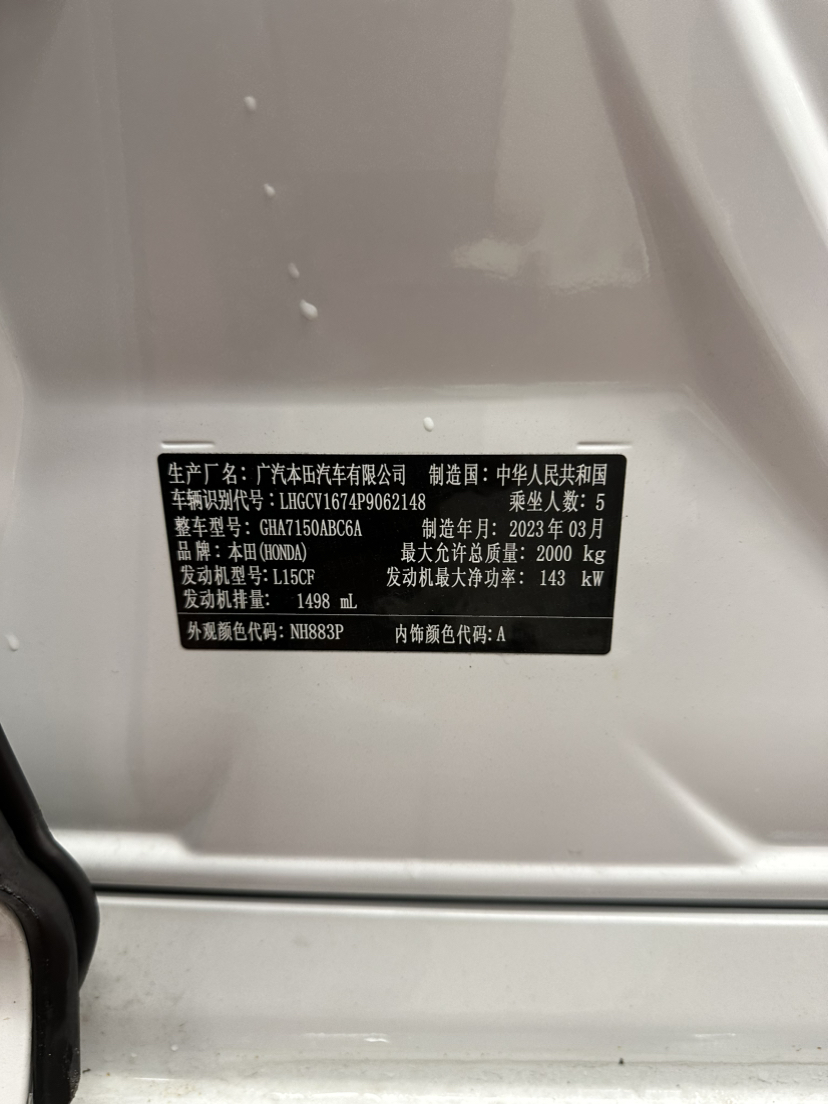 生产厂名：广汽本田汽车有限公司 制造国：中华人民共和国
车辆识别代号：LHGCV1674P9062148 乘坐人数：5
整车型号：GHA7150ABC6A 制造年月：2023年03月
品牌：本田(HONDA) 最大允许总质量：2000 kg
发动机型号：L15CF 发动机最大净功率：143 kW
发动机排量：1498 mL
外观颜色代码：NH883P 内饰颜色代码：A